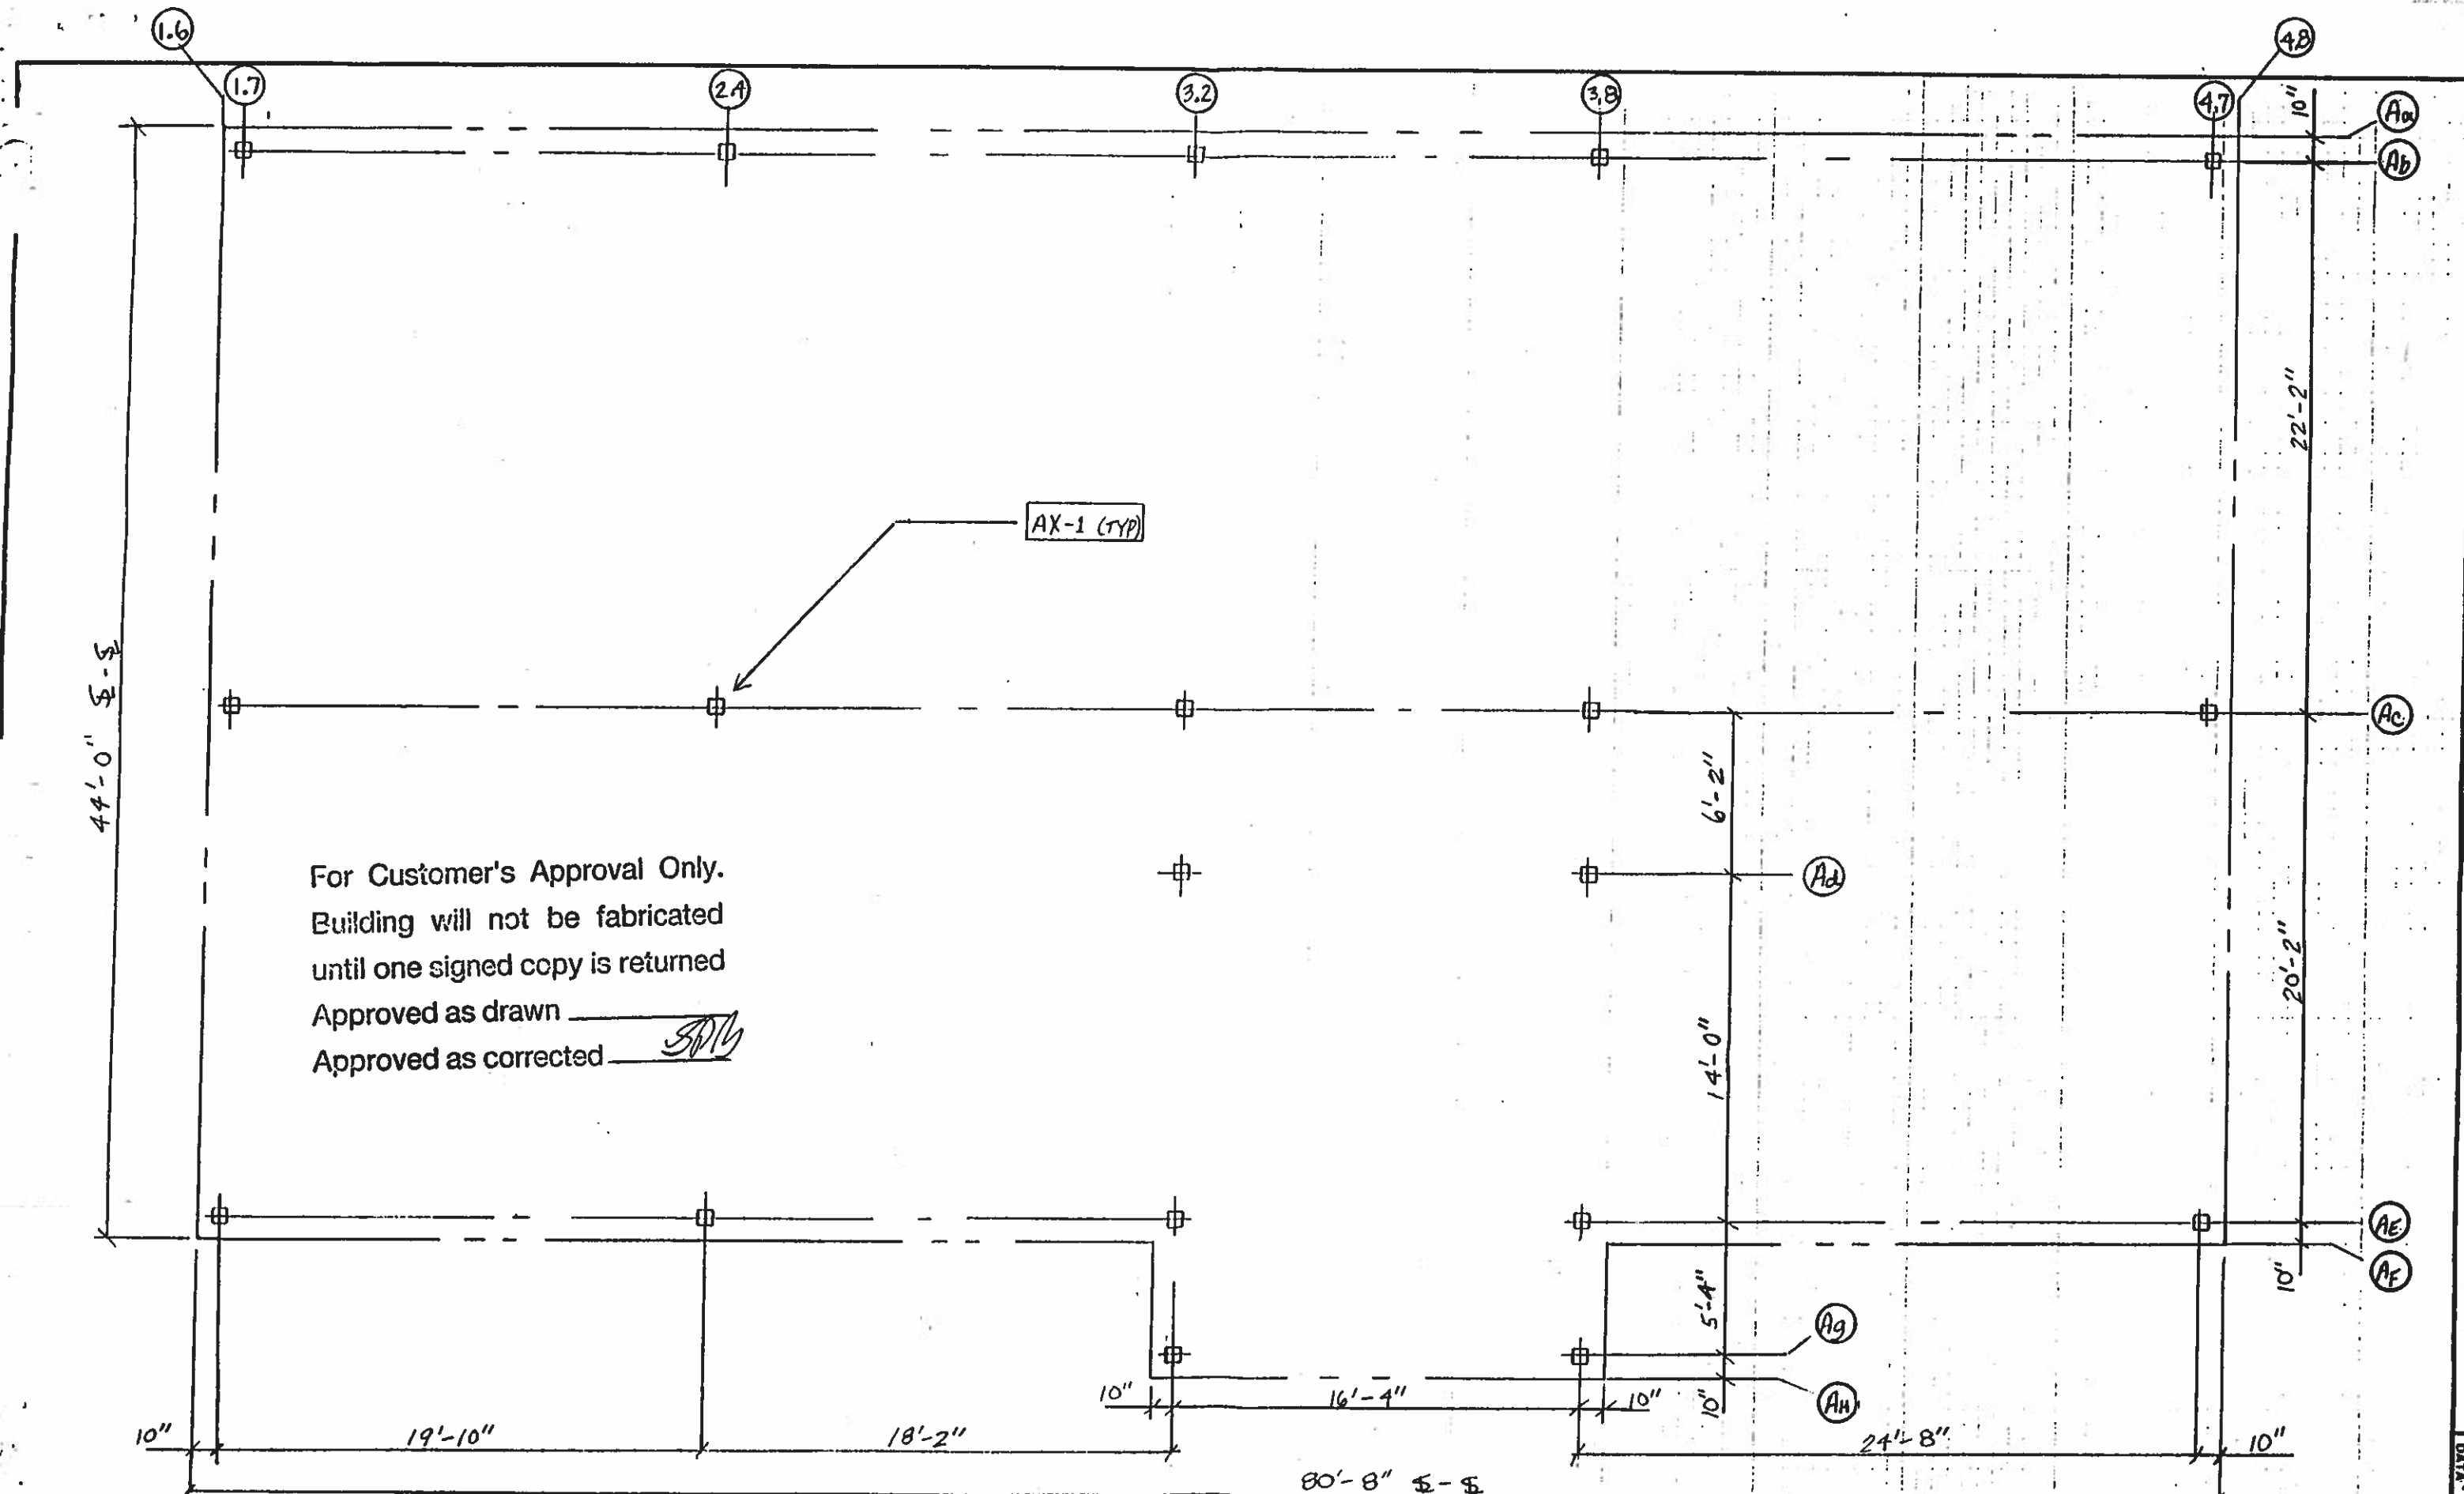 1.6
4.8
1.7
2.4
3.2
3.8
4.7
10"
Aa
Ab
22'-2"
AX-1 (TYP)
44'-0" -
Ac
6'-2"
For Customer's Approval Only.
Building will not be fabricated
until one signed copy is returned
Approved as drawn
Approved as corrected
Ad
20'-2"
14'-0"
AE
AF
10"
5'-4"
Ag
AH
10"
16'-4"
10"
10"
10"
19'-10"
18'-2"
24'-8"
10"
80'-8" -
DATA